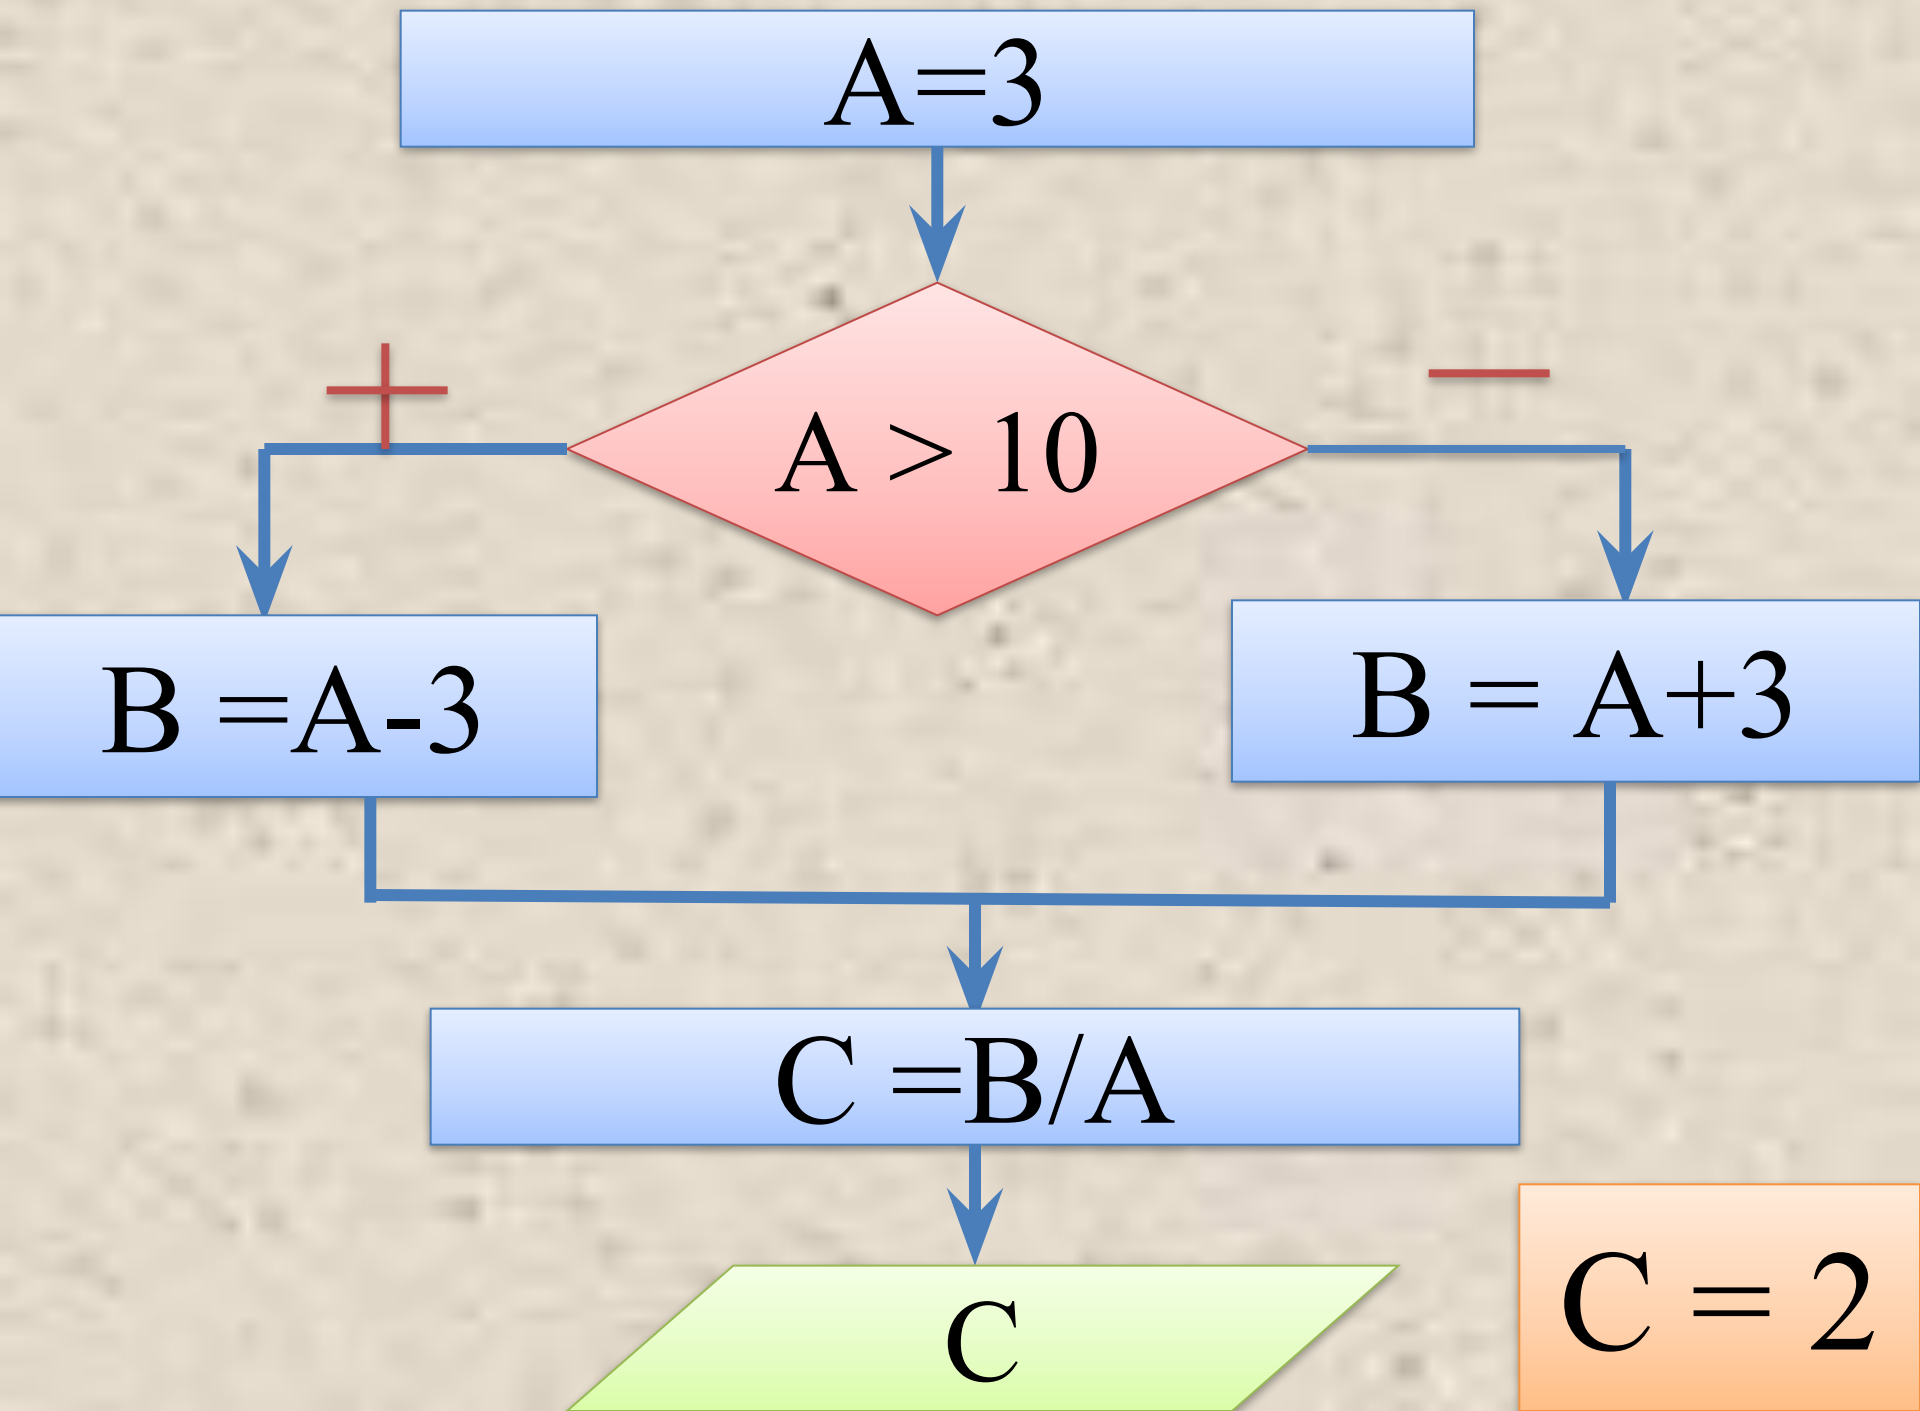 A=3
+
—
A > 10
B =A-3
B = A+3
C =B/A
C
C = 2